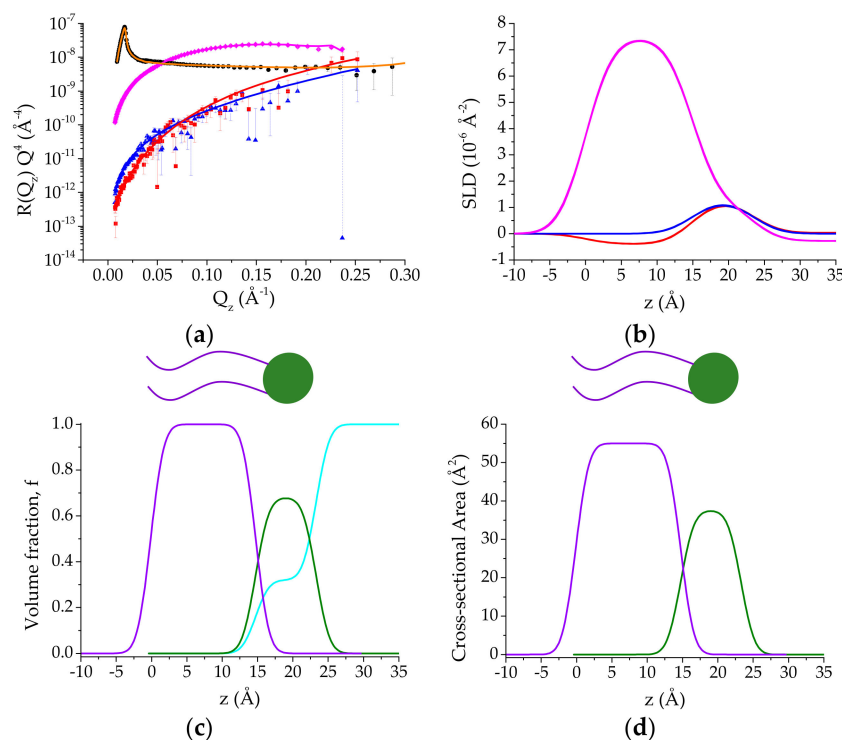 R(Q_z) Q^4 (Å^-4)
10^-7
10^-8
10^-9
10^-10
10^-11
10^-12
10^-13
10^-14
0.00 0.05 0.10 0.15 0.20 0.25 0.30
Q_z (Å^-1)
(a)
SLD (10^-6 Å^-2)
8
7
6
5
4
3
2
1
0
-1
-10 -5 0 5 10 15 20 25 30 35
z (Å)
(b)
Volume fraction, f
1.0
0.8
0.6
0.4
0.2
0.0
-10 -5 0 5 10 15 20 25 30 35
z (Å)
(c)
Cross-sectional Area (Å^2)
60
50
40
30
20
10
0
-10 -5 0 5 10 15 20 25 30 35
z (Å)
(d)